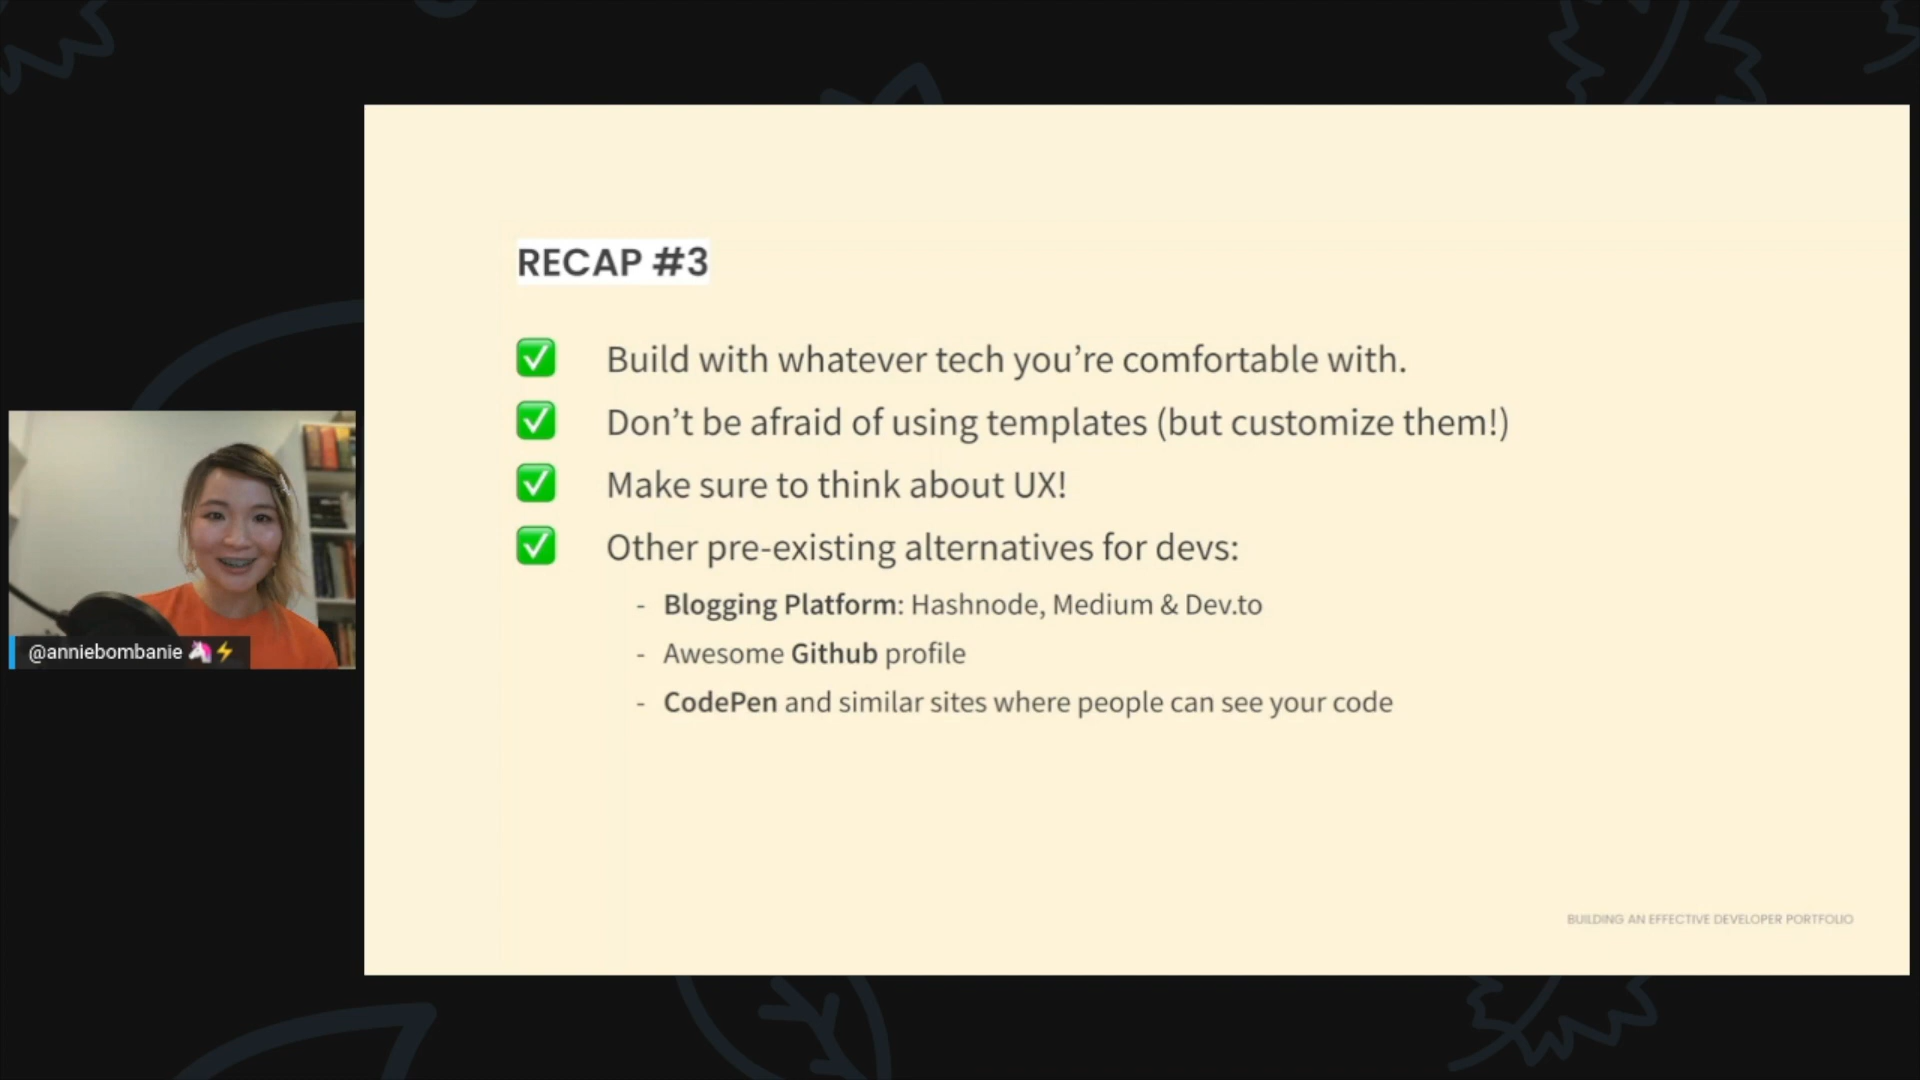 RECAP #3
✅ Build with whatever tech you’re comfortable with.
✅ Don’t be afraid of using templates (but customize them!)
✅ Make sure to think about UX!
✅ Other pre-existing alternatives for devs:
- Blogging Platform: Hashnode, Medium & Dev.to
- Awesome Github profile
- CodePen and similar sites where people can see your code
@anniebombanie 🦄⚡
BUILDING AN EFFECTIVE DEVELOPER PORTFOLIO